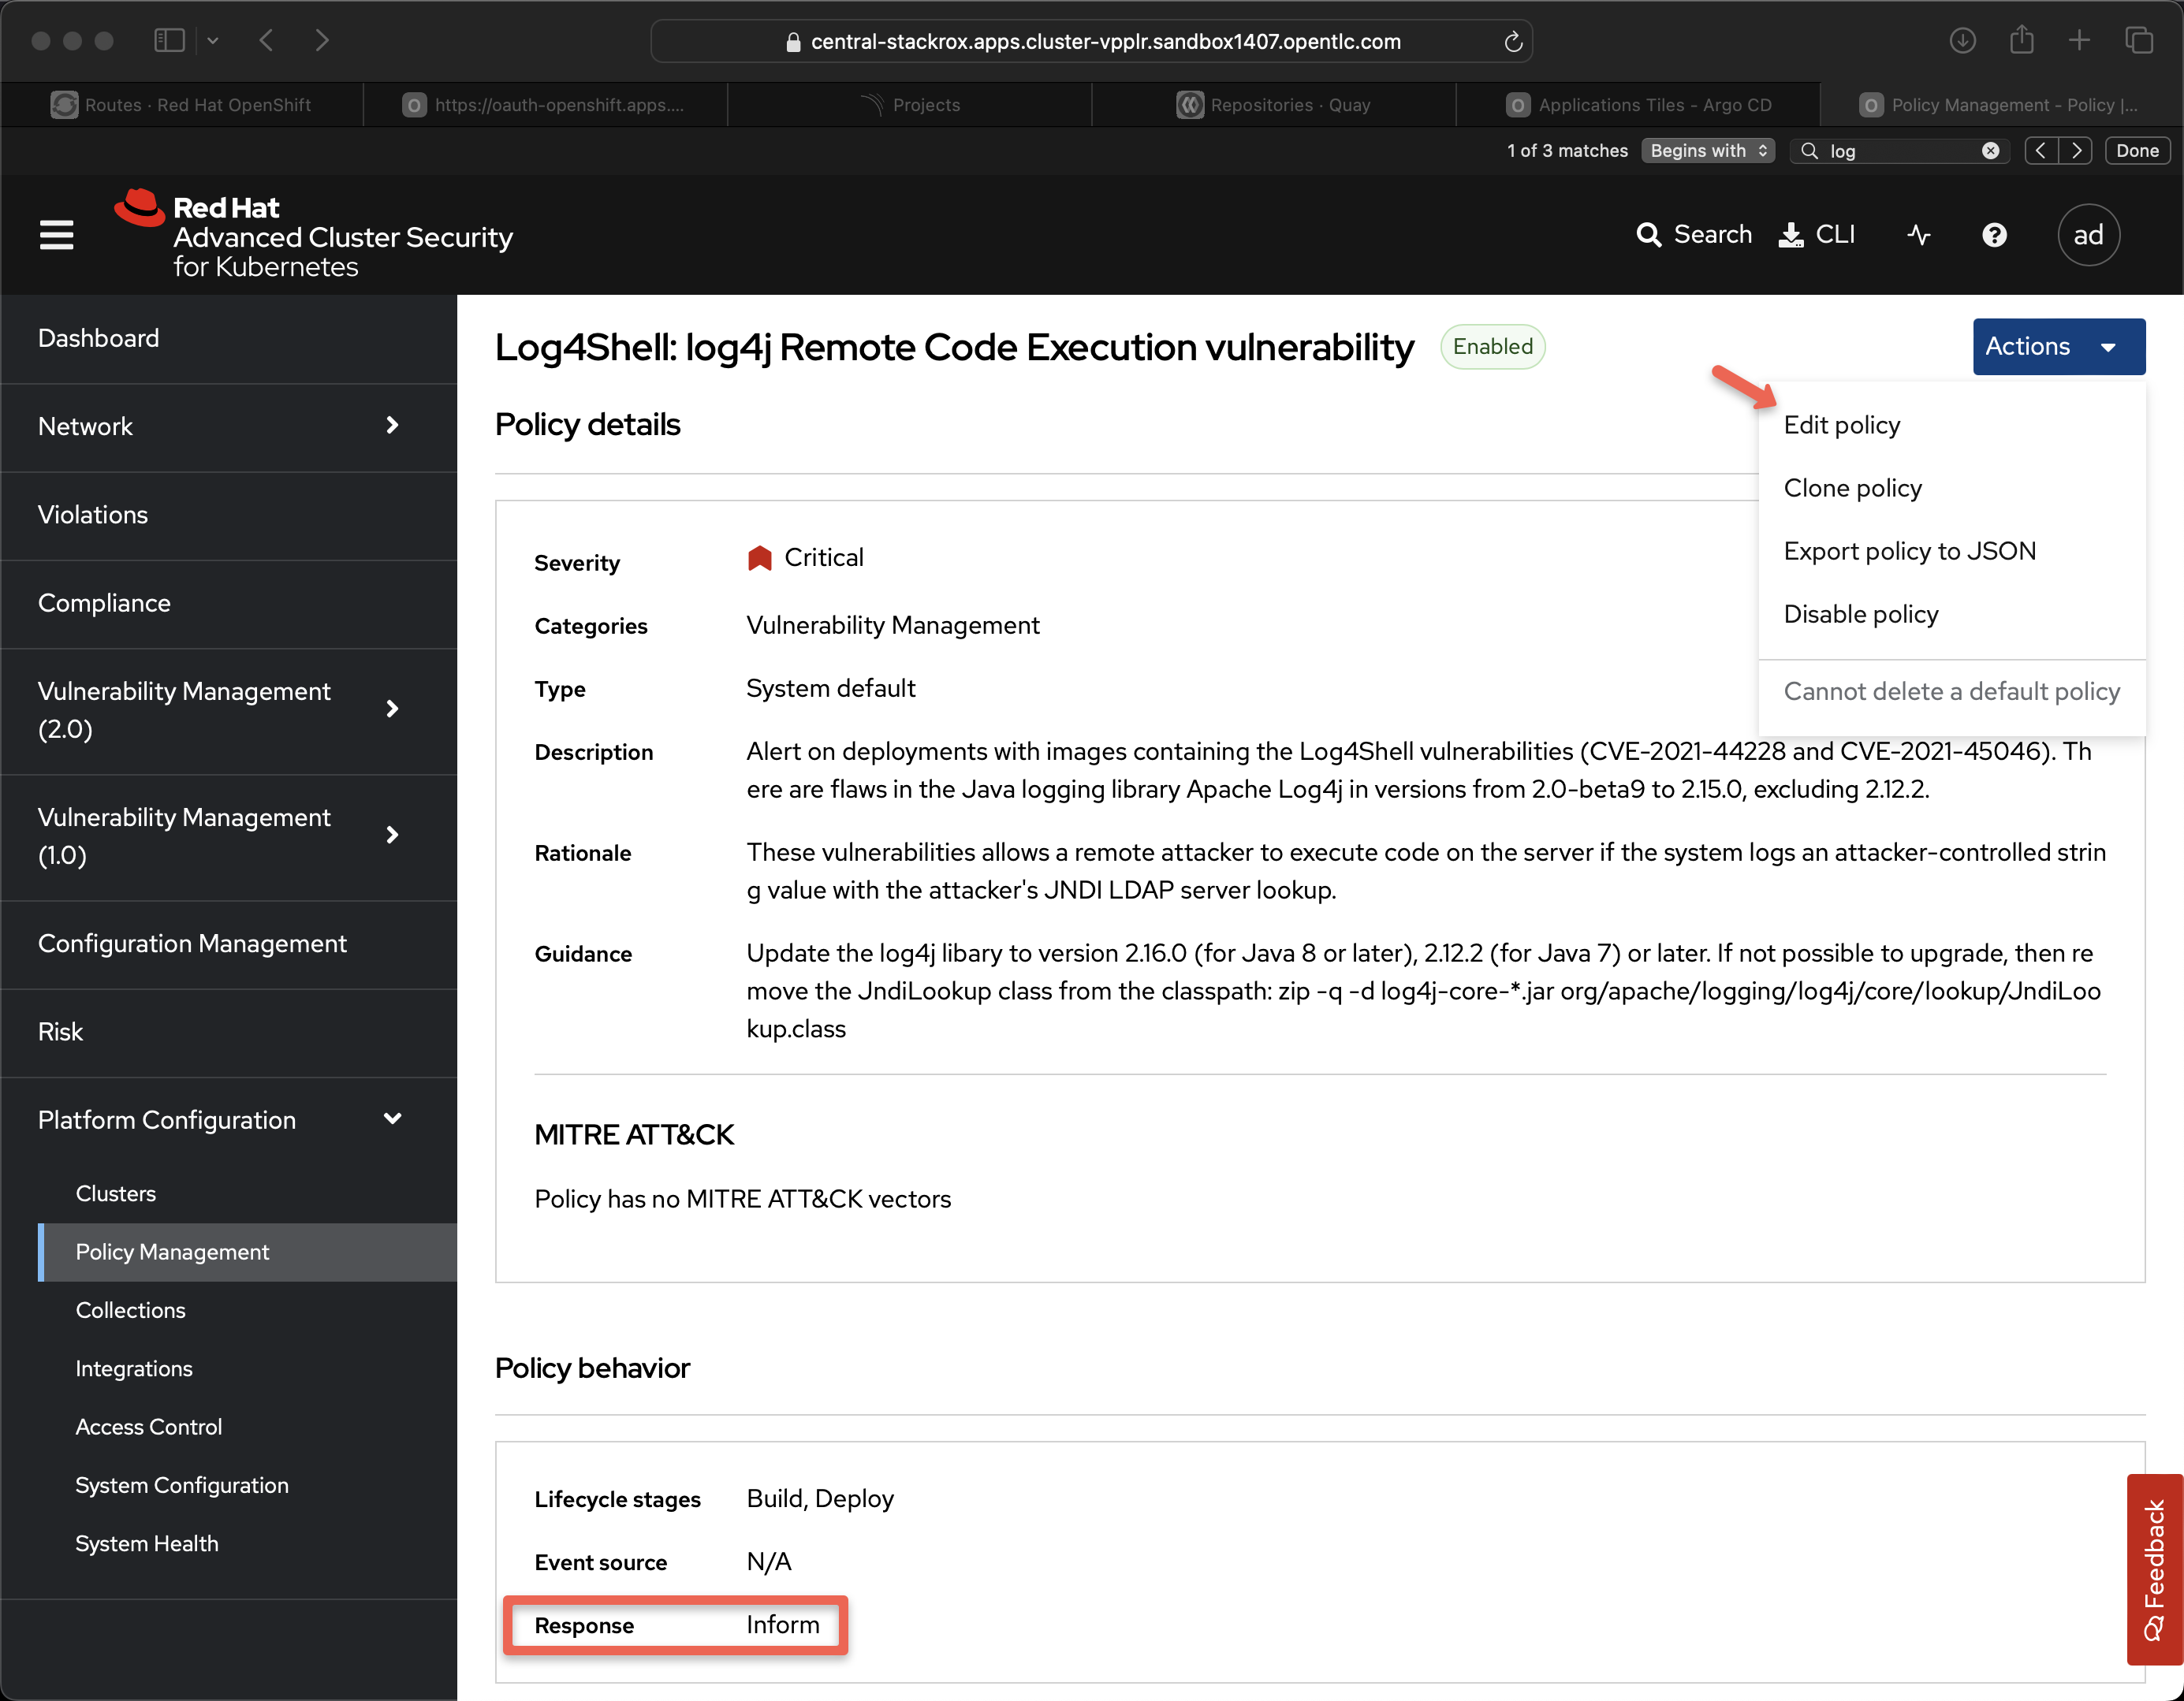 central-stackrox.apps.cluster-vpplr.sandbox1407.opentlc.com
Routes · Red Hat OpenShift
https://oauth-openshift.apps....
Projects
Repositories · Quay
Applications Tiles - Argo CD
Policy Management - Policy |...
1 of 3 matches
Begins with
log
Done
Red Hat
Advanced Cluster Security
for Kubernetes
Search
CLI
ad
Dashboard
Network
Violations
Compliance
Vulnerability Management
(2.0)
Vulnerability Management
(1.0)
Configuration Management
Risk
Platform Configuration
Clusters
Policy Management
Collections
Integrations
Access Control
System Configuration
System Health
Log4Shell: log4j Remote Code Execution vulnerability
Enabled
Actions
Edit policy
Clone policy
Export policy to JSON
Disable policy
Cannot delete a default policy
Policy details
Severity
Critical
Categories
Vulnerability Management
Type
System default
Description
Alert on deployments with images containing the Log4Shell vulnerabilities (CVE-2021-44228 and CVE-2021-45046). Th
ere are flaws in the Java logging library Apache Log4j in versions from 2.0-beta9 to 2.15.0, excluding 2.12.2.
Rationale
These vulnerabilities allows a remote attacker to execute code on the server if the system logs an attacker-controlled strin
g value with the attacker's JNDI LDAP server lookup.
Guidance
Update the log4j libary to version 2.16.0 (for Java 8 or later), 2.12.2 (for Java 7) or later. If not possible to upgrade, then re
move the JndiLookup class from the classpath: zip -q -d log4j-core-*.jar org/apache/logging/log4j/core/lookup/JndiLoo
kup.class
MITRE ATT&CK
Policy has no MITRE ATT&CK vectors
Policy behavior
Lifecycle stages
Build, Deploy
Event source
N/A
Response
Inform
Feedback